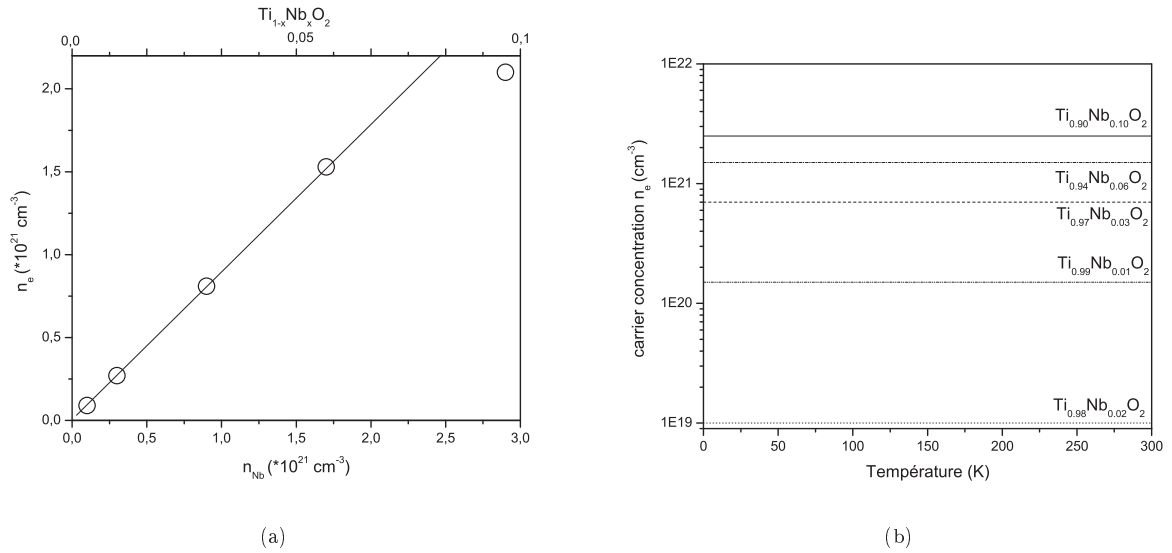 Ti1-xNbxO2
0,0
0,05
0,1
2,0
1,5
1,0
0,5
0,0
ne (*10^21 cm^-3)
0,0 0,5 1,0 1,5 2,0 2,5 3,0
nNb (*10^21 cm^-3)
(a)
1E22
1E21
1E20
1E19
carrier concentration ne (cm^-3)
Ti0.90Nb0.10O2
Ti0.94Nb0.06O2
Ti0.97Nb0.03O2
Ti0.99Nb0.01O2
Ti0.98Nb0.02O2
0 50 100 150 200 250 300
Température (K)
(b)